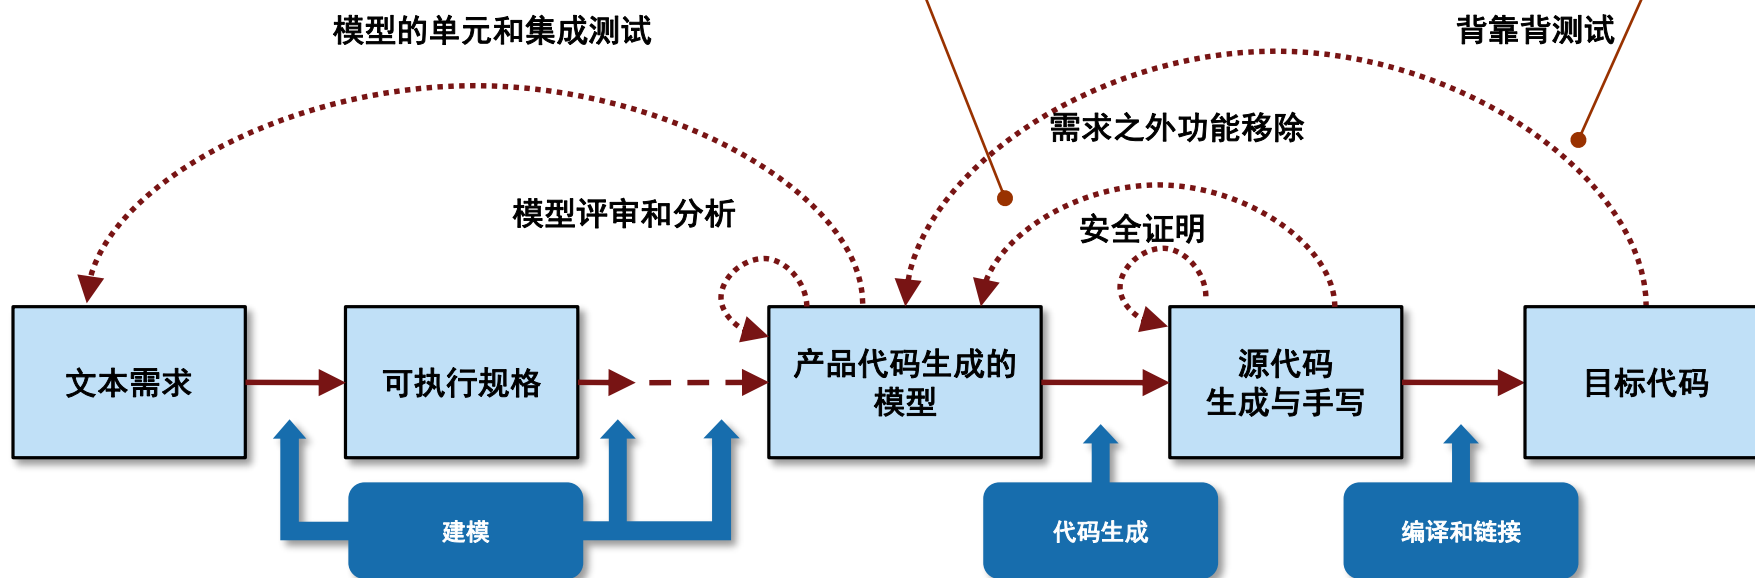 模型的单元和集成测试
背靠背测试
需求之外功能移除
模型评审和分析
安全证明
文本需求
可执行规格
产品代码生成的
模型
源代码
生成与手写
目标代码
建模
代码生成
编译和链接